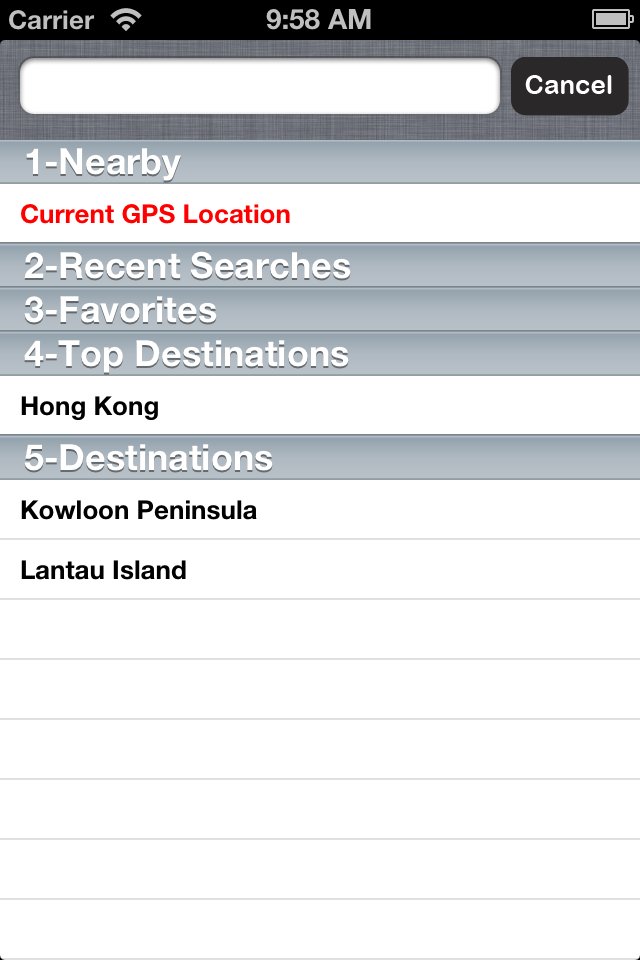 Carrier 9:58 AM
Cancel
1-Nearby
Current GPS Location
2-Recent Searches
3-Favorites
4-Top Destinations
Hong Kong
5-Destinations
Kowloon Peninsula
Lantau Island